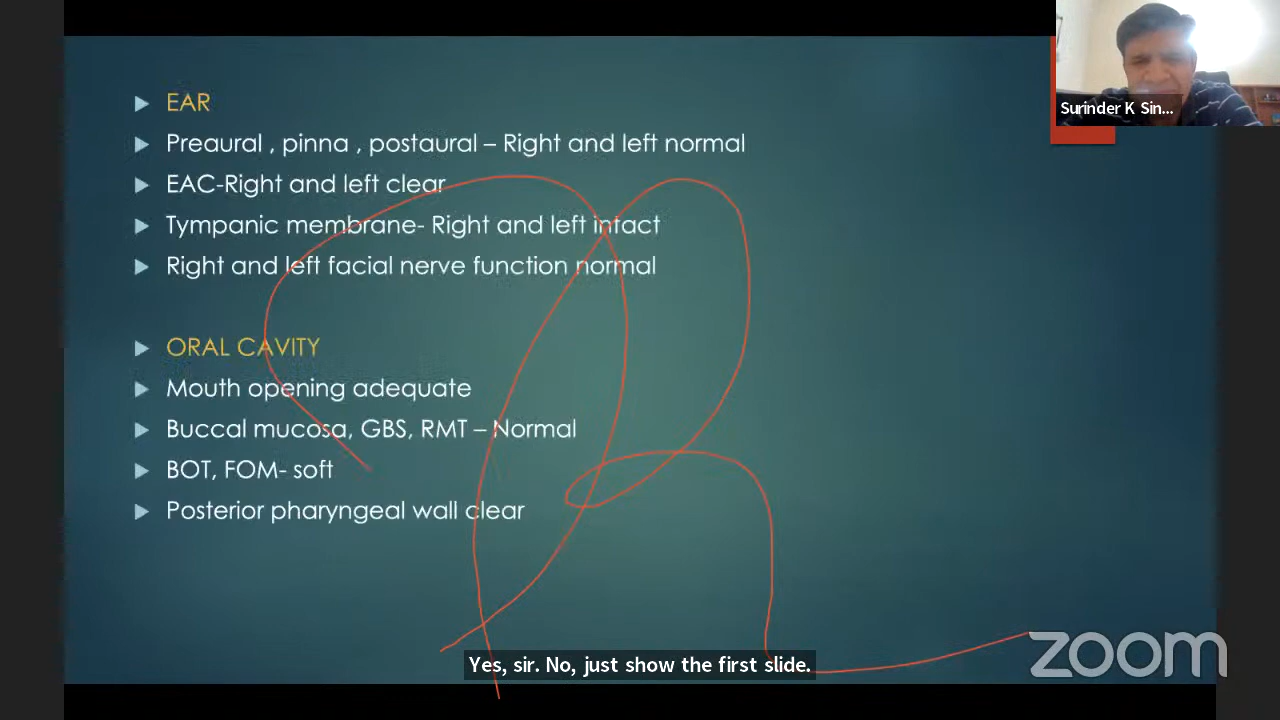 EAR
Preaural , pinna , postaural – Right and left normal
EAC-Right and left clear
Tympanic membrane- Right and left intact
Right and left facial nerve function normal
ORAL CAVITY
Mouth opening adequate
Buccal mucosa, GBS, RMT – Normal
BOT, FOM- soft
Posterior pharyngeal wall clear
Surinder K Sin...
Yes, sir. No, just show the first slide.
zoom